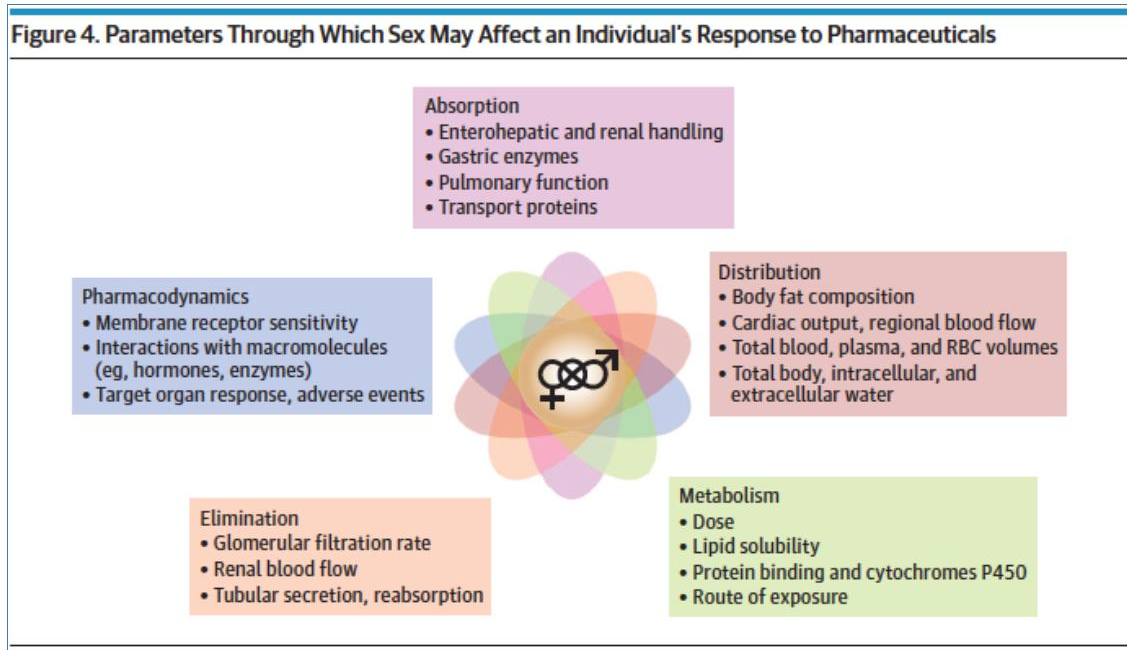 Figure 4. Parameters Through Which Sex May Affect an Individual's Response to Pharmaceuticals
Absorption
• Enterohepatic and renal handling
• Gastric enzymes
• Pulmonary function
• Transport proteins
Pharmacodynamics
• Membrane receptor sensitivity
• Interactions with macromolecules
(eg, hormones, enzymes)
• Target organ response, adverse events
Distribution
• Body fat composition
• Cardiac output, regional blood flow
• Total blood, plasma, and RBC volumes
• Total body, intracellular, and
extracellular water
Elimination
• Glomerular filtration rate
• Renal blood flow
• Tubular secretion, reabsorption
Metabolism
• Dose
• Lipid solubility
• Protein binding and cytochromes P450
• Route of exposure